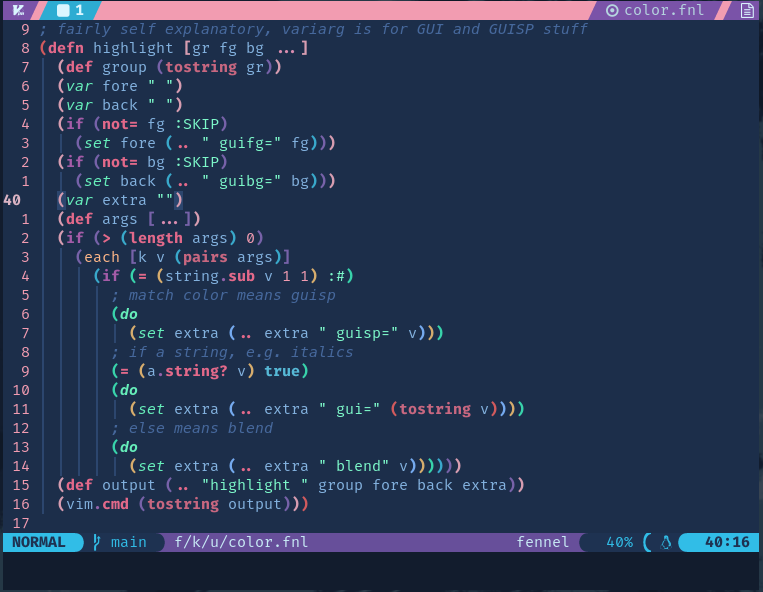 1 color.fnl
9 ; fairly self explanatory, variarg is for GUI and GUISP stuff
8 (defn highlight [gr fg bg ...]
7   (def group (tostring gr))
6   (var fore " ")
5   (var back " ")
4   (if (not= fg :SKIP)
3     (set fore (.. " guifg=" fg)))
2   (if (not= bg :SKIP)
1     (set back (.. " guibg=" bg)))
40   (var extra "")
1   (def args [...])
2   (if (> (length args) 0)
3     (each [k v (pairs args)]
4       (if (= (string.sub v 1 1) :#)
5         ; match color means guisp
6         (do
7           (set extra (.. extra " guisp=" v)))
8         ; if a string, e.g. italics
9         (= (a.string? v) true)
10         (do
11           (set extra (.. extra " gui=" (tostring v))))
12         ; else means blend
13         (do
14           (set extra (.. extra " blend" v))))))
15   (def output (.. "highlight " group fore back extra))
16   (vim.cmd (tostring output)))
17
NORMAL main f/k/u/color.fnl fennel 40% 40:16